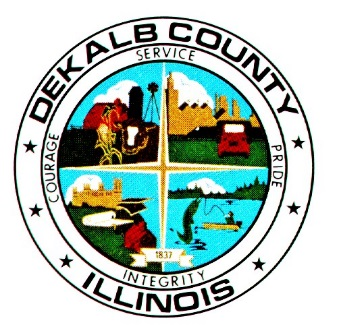 DEKALB COUNTY
SERVICE
COURAGE
PRIDE
1837
INTEGRITY
ILLINOIS